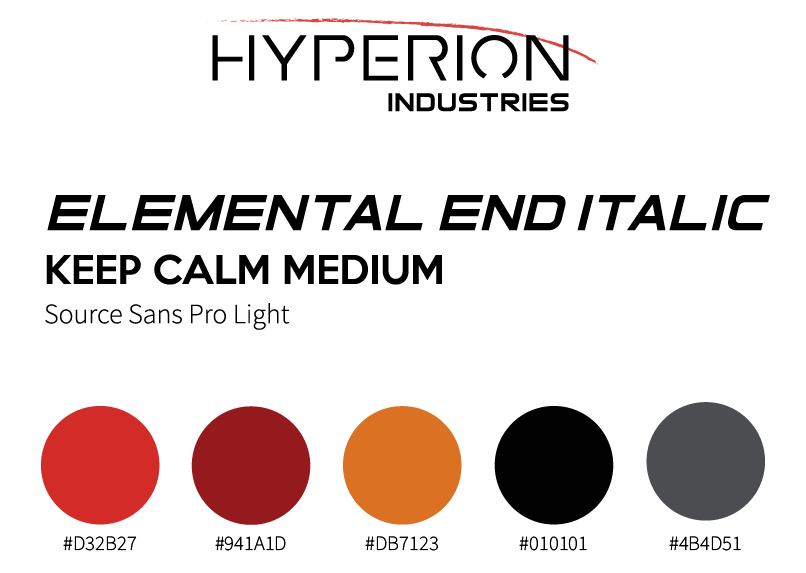 HYPERION
INDUSTRIES
ELEMENTAL END ITALIC
KEEP CALM MEDIUM
Source Sans Pro Light
#D32B27 #941A1D #DB7123 #010101 #4B4D51